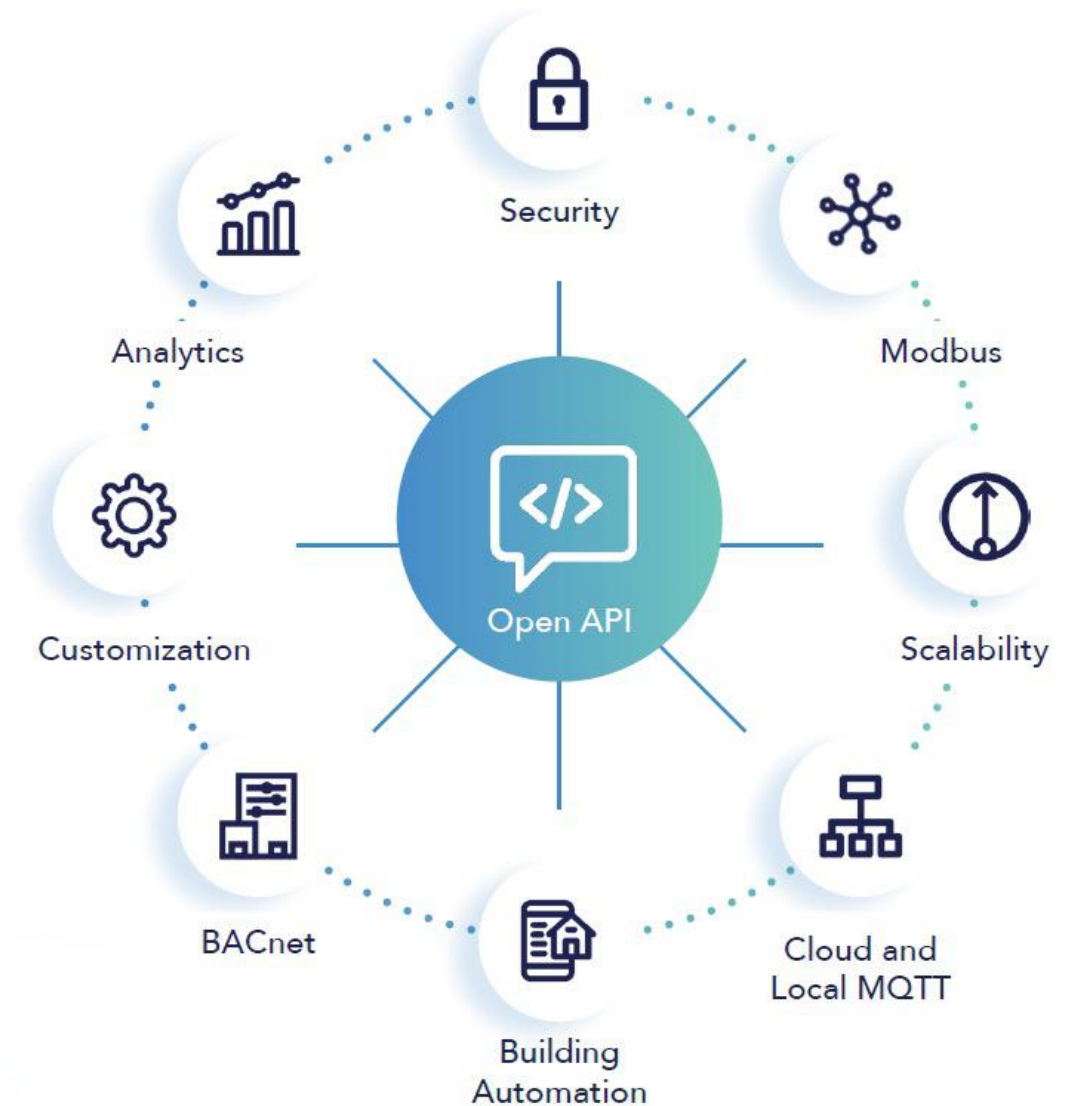 Security
Analytics
Modbus
</>
Open API
Customization
Scalability
BACnet
Cloud and
Local MQTT
Building
Automation